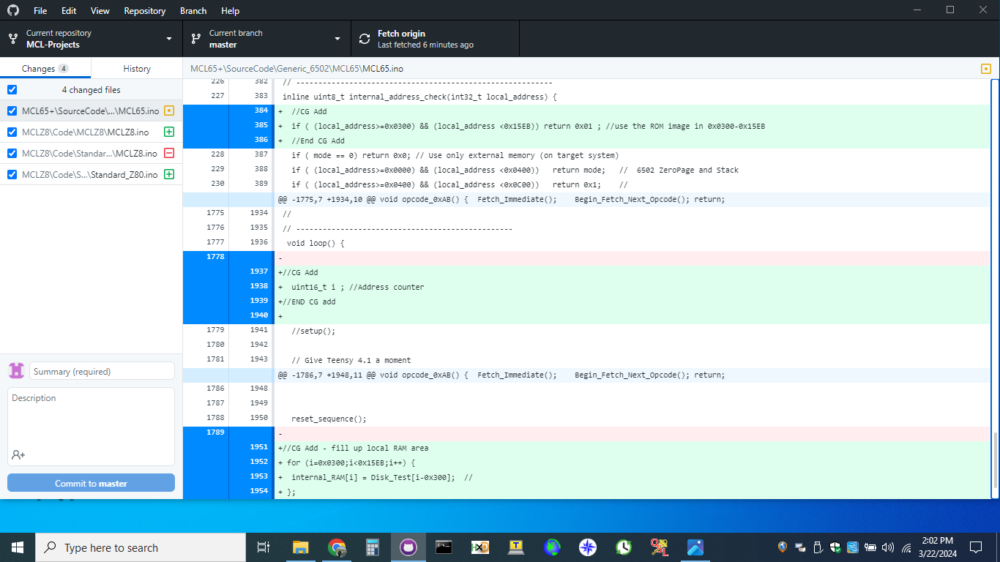 File Edit View Repository Branch Help
Current repository
MCL-Projects
Current branch
master
Fetch origin
Last fetched 6 minutes ago
Changes 4 History
4 changed files
MCL65+\SourceCode\...\MCL65.ino
MCLZ8\Code\MCLZ8\MCLZ8.ino
MCLZ8\Code\Standar...\MCLZ8.ino
MCLZ8\Code\S...\Standard_Z80.ino
Summary (required)
Description
Commit to master
MCL65+\SourceCode\Generic_6502\MCL65\MCL65.ino
226 382 // -------------------------------------------------------
227 383 inline uint8_t internal_address_check(int32_t local_address) {
384 + //CG Add
385 + if ( (local_address>=0x0300) && (local_address <0x15EB)) return 0x01 ; //use the ROM image in 0x0300-0x15EB
386 + //End CG Add
228 387 if ( mode == 0) return 0x0; // Use only external memory (on target system)
229 388 if ( (local_address>=0x0000) && (local_address <0x0400)) return mode; // 6502 ZeroPage and Stack
230 389 if ( (local_address>=0x0400) && (local_address <0x0C00)) return 0x1; //
@@ -1775,7 +1934,10 @@ void opcode_0xAB() { Fetch_Immediate(); Begin_Fetch_Next_Opcode(); return;
1775 1934 //
1776 1935 // -----------------------------------------------
1777 1936 void loop() {
1778 -
1937 +//CG Add
1938 + uint16_t i ; //Address counter
1939 +//END CG add
1940 +
1779 1941 //setup();
1780 1942
1781 1943 // Give Teensy 4.1 a moment
@@ -1786,7 +1948,11 @@ void opcode_0xAB() { Fetch_Immediate(); Begin_Fetch_Next_Opcode(); return;
1786 1948
1787 1949
1788 1950 reset_sequence();
1789 -
1951 +//CG Add - fill up local RAM area
1952 + for (i=0x0300;i<0x15EB;i++) {
1953 + internal_RAM[i] = Disk_Test[i-0x300]; //
1954 + };
Type here to search
2:02 PM
3/22/2024